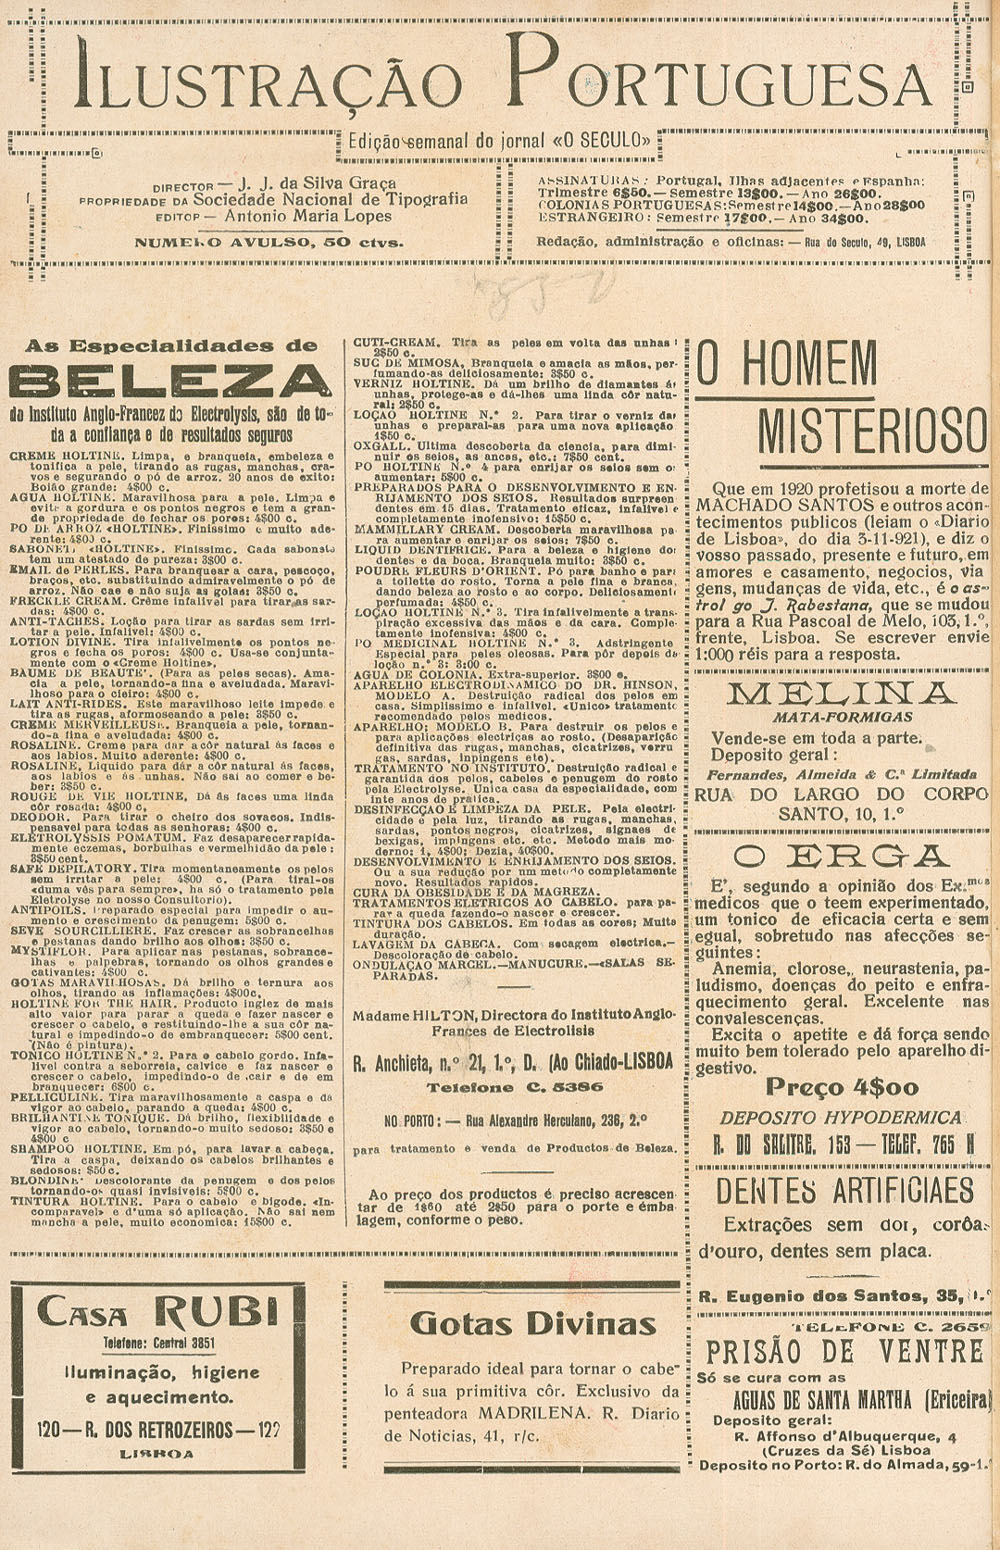 ILUSTRAÇÃO PORTUGUESA
Edição semanal do jornal «O SECULO»
DIRECTOR — J. J. da Silva Graça
PROPRIEDADE DA Sociedade Nacional de Tipografia
EDITOR — Antonio Maria Lopes
NUMERO AVULSO, 50 ctvs.
ASSINATURAS: Portugal, Ilhas adjacentes e Espanha:
Trimestre 6$50.— Semestre 13$00.— Ano 26$00.
COLONIAS PORTUGUESAS: Semestre 14$00.—Ano 28$00
ESTRANGEIRO: Semestre 17$00.— Ano 34$00.
Redação, administração e oficinas: — Rua do Seculo, 49, LISBOA
As Especialidades de
BELEZA
do Instituto Anglo-Francez do Electrolysis, são de to-
da a confiança e de resultados seguros
CREME HOLTINE. Limpa, e branqueia, embeleza e
tonifica a pele, tirando as rugas, manchas, cra-
vos e segurando o pó de arroz. 20 anos de exito:
Boião grande: 4$00 c.
AGUA HOLTINE. Maravilhosa para a pele. Limpa e
evita a gordura e os pontos negros e tem a gran-
de propriedade de fechar os poros: 4$00 c.
PO DE ARROZ «HOLTINE». Finissimo e muito ade-
rente: 4$00 c.
SABONETE «HOLTINE». Finissimo. Cada sabonete
tem um atestado de pureza: 3$00 c.
EMAIL de PERLES. Para branquear a cara, pescoço,
braços, etc. substituindo admiravelmente o pó de
arroz. Não cae e não suja as golas: 3$50 c.
FRECKLE CREAM. Créme infalivel para tirar as sar-
das: 4$00 c.
ANTI-TACHES. Loção para tirar as sardas sem irri-
tar a pele. Infalivel: 4$00 c.
LOTION DIVINE. Tira infalivelmente os pontos ne-
gros e fecha os poros: 4$00 c. Usa-se conjunta-
mente com o «Creme Holtine»,
BAUME DE BEAUTE'. (Para as peles secas). Ama-
cia a pele, tornando-a fina e aveludada. Maravi-
lhoso para o cieiro: 4$00 c.
LAIT ANTI-RIDES. Este maravilhoso leite impede e
tira as rugas, aformoseando a pele: 3$50 c.
CREME MERVEILLEUSE. Branqueia a pele, tornan-
do-a fina e aveludada: 4$00 c.
ROSALINE. Creme para dar a côr natural ás faces e
aos labios. Muito aderente: 4$00 c.
ROSALINE, Liquido para dar a côr natural ás faces,
aos labios e ás unhas. Não sai ao comer e be-
ber: 3$50 c.
ROUGE DE VIE HOLTINE, Dá ás faces uma linda
côr rosada: 4$00 c.
DEODOR. Para tirar o cheiro dos sovacos. Indis-
pensavel para todas as senhoras: 4$00 c.
ELETROLYSSIS POMATUM. Faz desaparecer rapida-
mente eczemas, borbulhas e vermelhidão da pele:
3$50 cent.
SAFE DEPILATORY. Tira momentaneamente os pelos
sem irritar a pele: 4$00 c. (Para tiral-os
«duma vês para sempre», ha só o tratamento pela
Eletrolyse no nosso Consultorio).
ANTIPOILS. Preparado especial para impedir o au-
mento e crescimento da penugem: 5$00 c.
SEVE SOURCILLIERE. Faz crescer as sobrancelhas
e pestanas dando brilho aos olhos: 3$50 c.
MYSTIFLOR. Para aplicar nas pestanas, sobrance-
lhas e palpebras, tornando os olhos grandes e
cativantes: 4$00 c.
GOTAS MARAVILHOSAS. Dá brilho e ternura aos
olhos, tirando as inflamações: 4$00c.
HOLTINE FOR THE HAIR. Producto inglez de mais
alto valor para parar a queda e fazer nascer e
crescer o cabelo, e restituindo-lhe a sua côr na-
tural e impedindo-o de embranquecer: 5$00 cent.
(Não é pintura).
TONICO HOLTINE N.º 2. Para o cabelo gordo. Infa-
livel contra a seborreia, calvice e faz nascer e
crescer o cabelo, impedindo-o de cair e de em
branquecer: 6$00 c.
PELLICULINE. Tira maravilhosamente a caspa e da
vigor ao cabelo, parando a queda: 4$00 c.
BRILHANTINE TONIQUE. Dá brilho, flexibilidade e
vigor ao cabelo, tornando-o muito sedoso: 3$50 e
4$00 c
SHAMPOO HOLTINE. Em pó, para lavar a cabeça.
Tira a caspa, deixando os cabelos brilhantes e
sedosos: $50 c.
BLONDINE. Descolorante da penugem e dos pelos
tornando-os quasi invisiveis: 5$00 c.
TINTURA HOLTINE. Para o cabelo e bigode. «In-
comparavel» e d'uma só aplicação. Não sai nem
mancha a pele, muito economica: 15$00 c.
CUTI-CREAM. Tira as peles em volta das unhas:
2$50 c.
SUC DE MIMOSA, Branqueia e amacia as mãos, per-
fumando-as deliciosamente: 3$50 c.
VERNIZ HOLTINE. Dá um brilho de diamantes ás
unhas, protege-as e dá-lhes uma linda côr natu-
ral: 2$50 c.
LOÇÃO HOLTINE N.º 2. Para tirar o verniz das
unhas e preparal-as para uma nova aplicação
1$50 c.
OXGALL. Ultima descoberta da ciencia, para dimi-
nuir os seios, as ancas, etc.: 7$50 cent.
PO HOLTINE N.º 4 para enrijar os seios sem os
aumentar: 5$00 c.
PREPARADOS PARA O DESENVOLVIMENTO E EN-
RIJAMENTO DOS SEIOS. Resultados surpreen
dentes em 15 dias. Tratamento eficaz, infalivel e
completamente inofensivo: 15$50 c.
MAMMILLARY CREAM. Descoberta maravilhosa pa
ra aumentar e enrijar os seios: 7$50 c.
LIQUID DENTIFRICE. Para a beleza e higiene dos
dentes e da boca. Branqueia muito: 3$50 c.
POUDRE FLEURS D'ORIENT. Pó para banho e para
a toilette do rosto. Torna a pele fina e branca,
dando beleza ao rosto e ao corpo. Deliciosamente
perfumada: 4$50 c.
LOÇÃO HOLTINE N.º 3. Tira infalivelmente a trans-
piração excessiva das mãos e da cara. Comple-
tamente inofensiva: 4$00 c.
PO MEDICINAL HOLTINE N.º 3. Adstringente
Especial para peles oleosas. Para pôr depois da
loção n.º 3: 3:00 c.
AGUA DE COLONIA. Extra-superior. 3$00 c.
APARELHO ELECTRODINAMICO DO DR. HINSON,
MODELO A. Destruição radical dos pelos em
casa. Simplissimo e infalivel. «Unico» tratamento
recomendado pelos medicos.
APARELHO; MODELO B. Para destruir os pelos e
para aplicações electricas ao rosto. (Desaparição
definitiva das rugas, manchas, cicatrizes, verru
gas, sardas, inpingens etc).
TRATAMENTO NO INSTITUTO. Destruição radical e
garantida dos pelos, cabelos e penugem do rosto
pela Electrolyse. Unica casa da especialidade, com
inte anos de prática.
DESINFECÇÃO E LIMPEZA DA PELE. Pela electri-
cidade e pela luz, tirando as rugas, manchas,
sardas, pontos negros, cicatrizes, signaes de
bexigas, impingens etc. etc. Metodo mais mo-
derno: 1, 4$00; Dezia, 40$00.
DESENVOLVIMENTO E ENRIJAMENTO DOS SEIOS.
Ou a sua redução por um metodo completamente
novo. Resultados rapidos.
CURA DA OBESIDADE E DA MAGREZA.
TRATAMENTOS ELETRICOS AO CABELO. para pa-
rar a queda fazendo-o nascer e crescer.
TINTURA DOS CABELOS. Em todas as cores; Muita
duração.
LAVAGEM DA CABEÇA. Com secagem electrica.—
Descoloração de cabelo.
ONDULAÇAO MARCEL.—MANUCURE.—«SALAS SE-
PARADAS.
Madame HILTON, Directora do Instituto Anglo-
Frances de Electrolisis
R. Anchieta, n.º 21, 1.º, D. (Ao Chiado-LISBOA
Telefone C. 5386
NO PORTO: — Rua Alexandre Herculano, 236, 2.º
para tratamento e venda de Productos de Beleza.
Ao preço dos productos é preciso acrescen
tar de 1$60 até 2$50 para o porte e émba
lagem, conforme o peso.
O HOMEM
MISTERIOSO
Que em 1920 profetisou a morte de
MACHADO SANTOS e outros acon-
tecimentos publicos (leiam o «Diario
de Lisboa», do dia 3-11-921), e diz o
vosso passado, presente e futuro, em
amores e casamento, negocios, via
gens, mudanças de vida, etc., é o as-
trol go J. Rabestana, que se mudou
para a Rua Pascoal de Melo, 103, 1.º,
frente, Lisboa. Se escrever envie
1:000 réis para a resposta.
MELINA
MATA-FORMIGAS
Vende-se em toda a parte.
Deposito geral:
Fernandes, Almeida & C.ª Limitada
RUA DO LARGO DO CORPO
SANTO, 10, 1.º
O ERGA
E', segundo a opinião dos Ex.mos
medicos que o teem experimentado,
um tonico de eficacia certa e sem
egual, sobretudo nas afecções se-
guintes:
Anemia, clorose, neurastenia, pa-
ludismo, doenças do peito e enfra-
quecimento geral. Excelente nas
convalescenças.
Excita o apetite e dá força sendo
muito bem tolerado pelo aparelho di-
gestivo.
Preço 4$00
DEPOSITO HYPODERMICA
R. DO SALITRE, 153 — TELEF. 765 N
DENTES ARTIFICIAES
Extrações sem dor, corôas
d'ouro, dentes sem placa.
R. Eugenio dos Santos, 35, 1.º
TELEFONE C. 2659
PRISÃO DE VENTRE
Só se cura com as
AGUAS DE SANTA MARTHA (Ericeira)
Deposito geral:
R. Affonso d'Albuquerque, 4
(Cruzes da Sé) Lisboa
Deposito no Porto: R. do Almada, 59-1.º
CASA RUBI
Telefone: Central 3851
Iluminação, higiene
e aquecimento.
120—R. DOS RETROZEIROS—122
LISBOA
Gotas Divinas
Preparado ideal para tornar o cabe-
lo á sua primitiva côr. Exclusivo da
penteadora MADRILENA. R. Diario
de Noticias, 41, r/c.